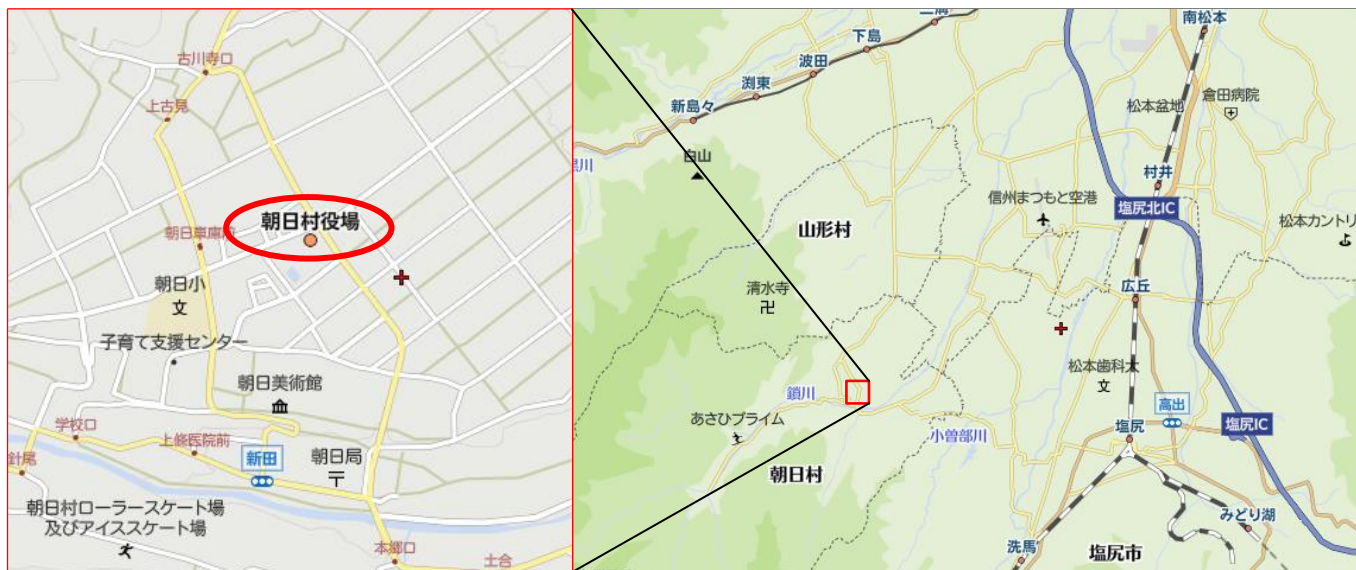 古川寺口
上古見
朝日村役場
朝日車庫前
朝日小
文
子育て支援センター
朝日美術館
学校口
上條医院前
新田
朝日局
針尾
朝日村ローラースケート場
及びアイススケート場
本郷口
下島
波田
渕東
新島々
白山
山形村
清水寺
卍
鎖川
あさひプライム
朝日村
小曽部川
南松本
松本盆地
倉田病院
村井
信州まつもと空港
塩尻北IC
松本カントリ
広丘
松本歯科大
文
高出
塩尻
塩尻IC
みどり湖
洗馬
塩尻市